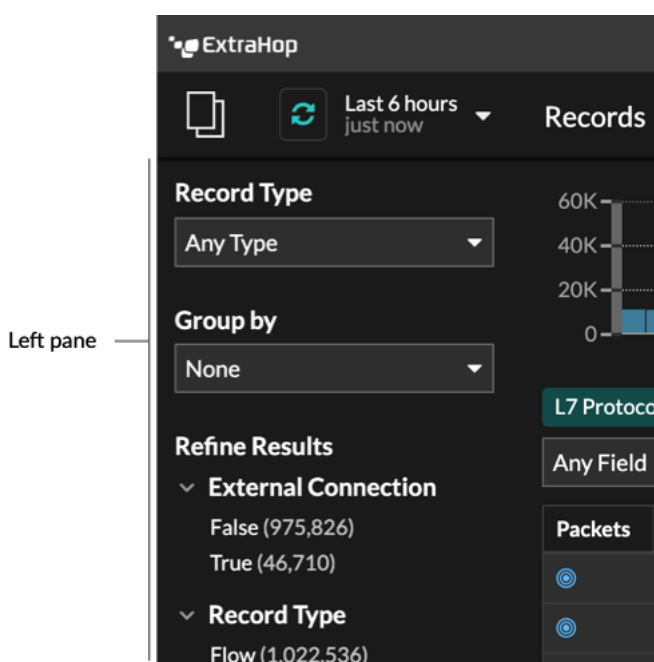 ExtraHop
Last 6 hours
just now
Records
Left pane
Record Type
Any Type
Group by
None
Refine Results
External Connection
False (975,826)
True (46,710)
Record Type
Flow (1,022,536)
60K
40K
20K
0
L7 Protoco
Any Field
Packets